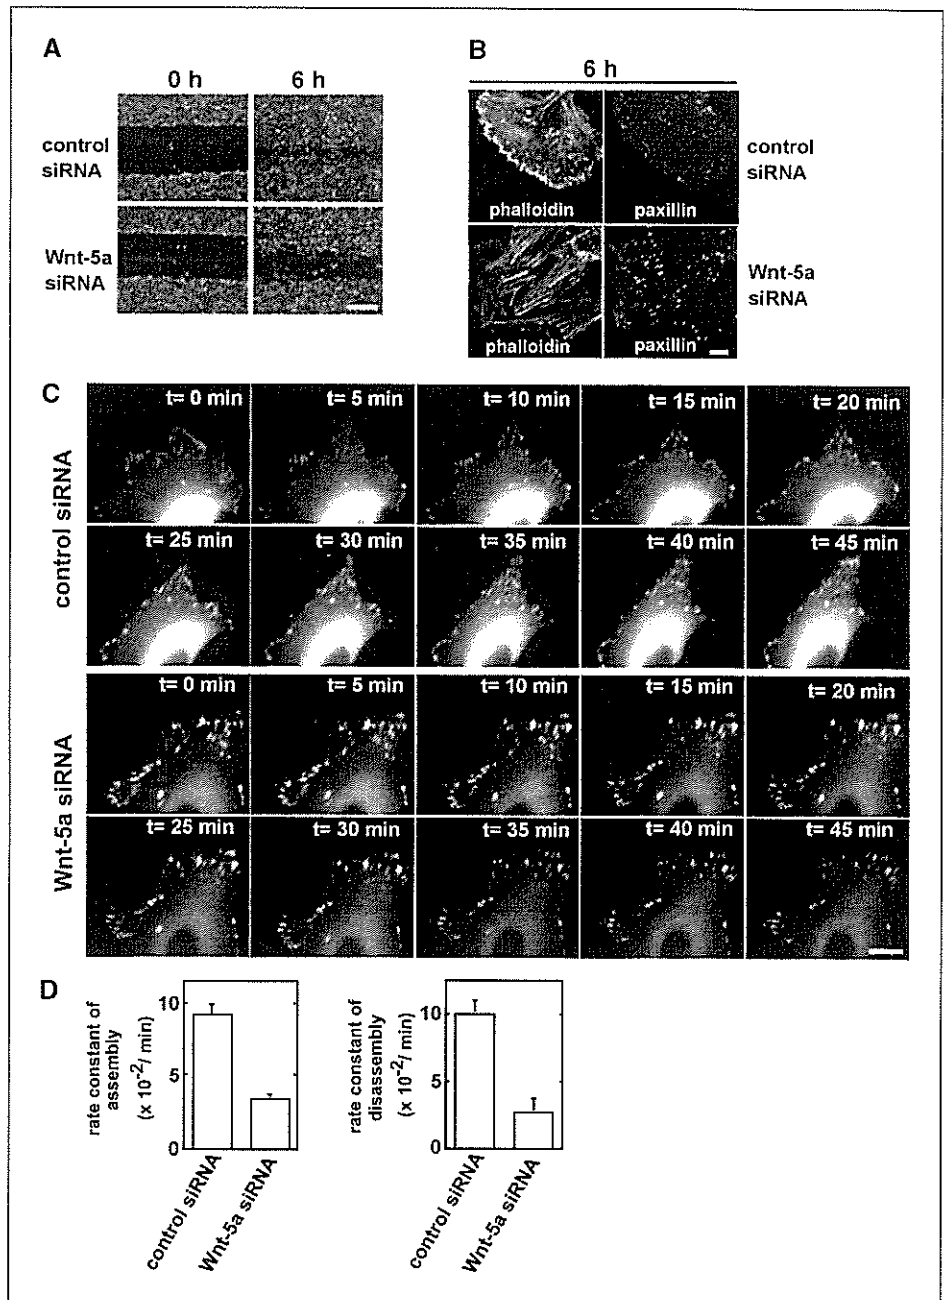 A
0 h 6 h
control
siRNA
Wnt-5a
siRNA
B
6 h
phalloidin paxillin
control
siRNA
phalloidin paxillin
Wnt-5a
siRNA
C
control siRNA
t= 0 min t= 5 min t= 10 min t= 15 min t= 20 min
t= 25 min t= 30 min t= 35 min t= 40 min t= 45 min
Wnt-5a siRNA
t= 0 min t= 5 min t= 10 min t= 15 min t= 20 min
t= 25 min t= 30 min t= 35 min t= 40 min t= 45 min
D
rate constant of
assembly
(x 10⁻²/ min)
10
5
0
control siRNA
Wnt-5a siRNA
rate constant of
disassembly
(x 10⁻²/ min)
10
5
0
control siRNA
Wnt-5a siRNA